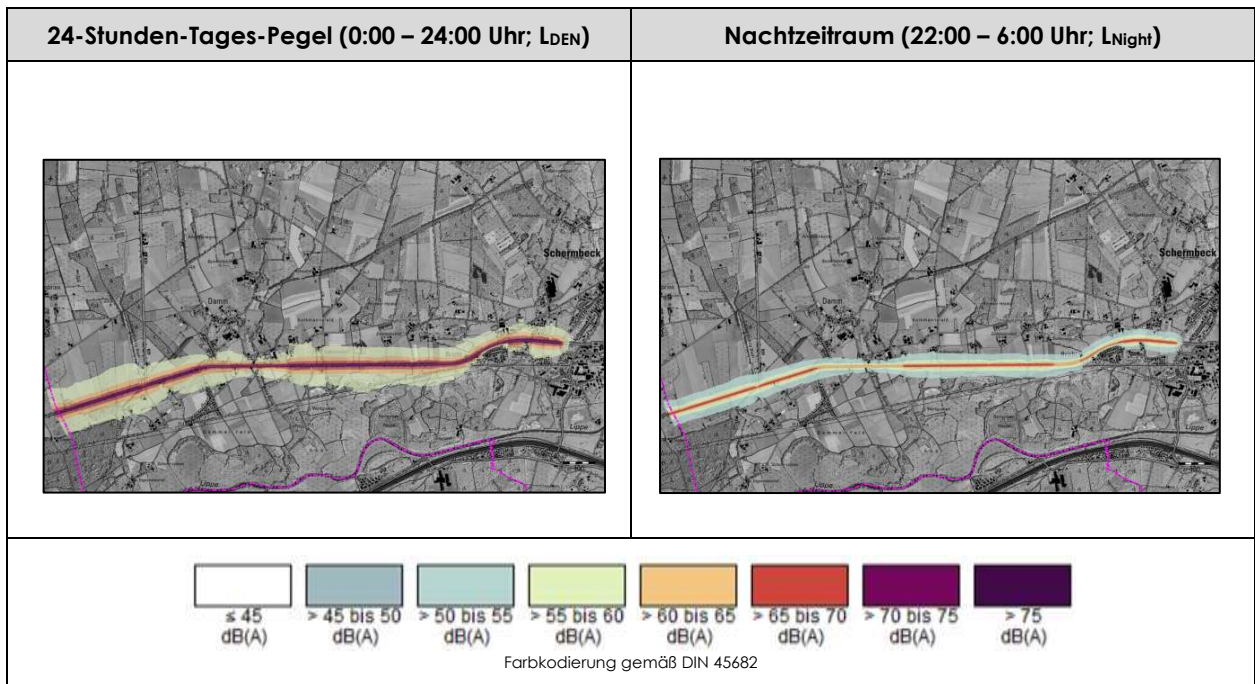 24-Stunden-Tages-Pegel (0:00 – 24:00 Uhr; LDEN)
Nachtzeitraum (22:00 – 6:00 Uhr; LNight)
Schermbeck
Damm
Lippe
Lippe
Schermbeck
Damm
Lippe
Lippe
≤ 45 dB(A)
> 45 bis 50 dB(A)
> 50 bis 55 dB(A)
> 55 bis 60 dB(A)
> 60 bis 65 dB(A)
> 65 bis 70 dB(A)
> 70 bis 75 dB(A)
> 75 dB(A)
Farbkodierung gemäß DIN 45682